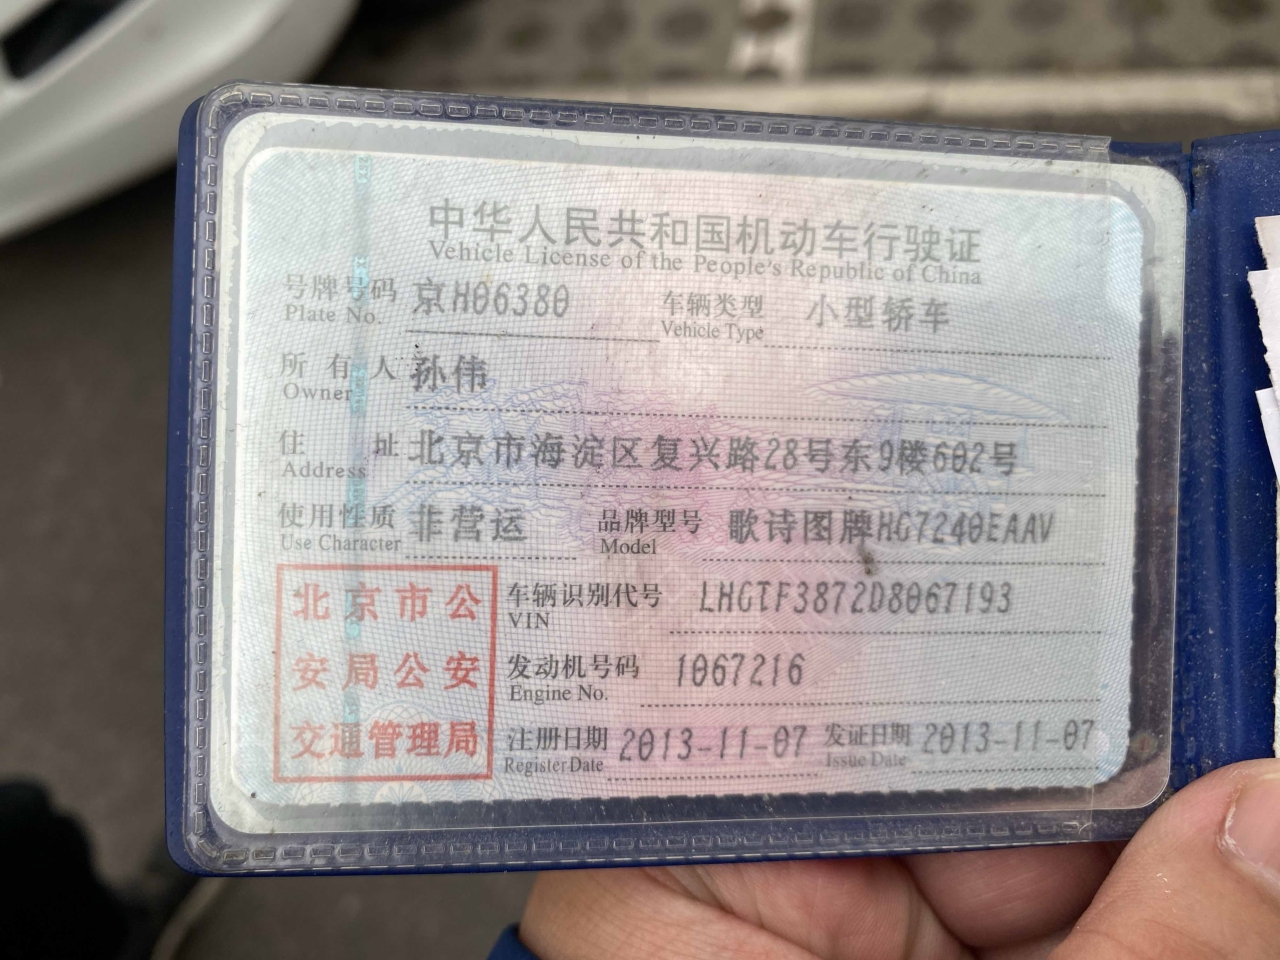 中华人民共和国机动车行驶证
Vehicle License of the People's Republic of China
号牌号码 京H06380 车辆类型 小型轿车
Plate No. Vehicle Type
所有人 孙伟
Owner
住址 北京市海淀区复兴路28号东9楼602号
Address
使用性质 非营运 品牌型号 歌诗图牌HG7240EAAV
Use Character Model
北京市公
安局公安
交通管理局
车辆识别代号 LHGTF3872D8067193
VIN
发动机号码 1067216
Engine No.
注册日期 2013-11-07 发证日期 2013-11-07
Register Date Issue Date